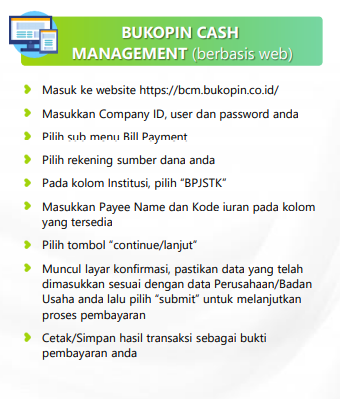 BUKOPIN CASH
MANAGEMENT (berbasis web)
Masuk ke website https://bcm.bukopin.co.id/
Masukkan Company ID, user dan password anda
Pilih sub menu Bill Payment
Pilih rekening sumber dana anda
Pada kolom Institusi, pilih “BPJSTK”
Masukkan Payee Name dan Kode iuran pada kolom
yang tersedia
Pilih tombol “continue/lanjut”
Muncul layar konfirmasi, pastikan data yang telah
dimasukkan sesuai dengan data Perusahaan/Badan
Usaha anda lalu pilih “submit” untuk melanjutkan
proses pembayaran
Cetak/Simpan hasil transaksi sebagai bukti
pembayaran anda